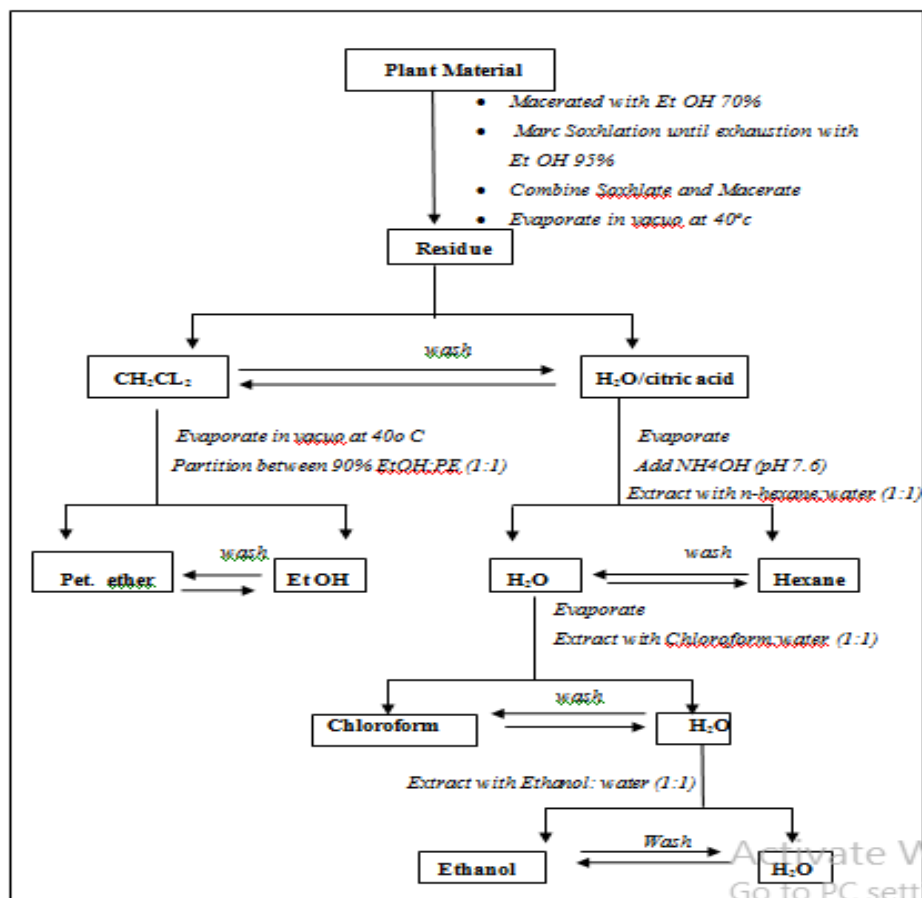 Plant Material
• Macerated with Et OH 70%
• Marc Soxhlation until exhaustion with
Et OH 95%
• Combine Soxhlate and Macerate
• Evaporate in vacuo at 40°c
Residue
wash
CH₂CL₂
H₂O/citric acid
Evaporate in vacuo at 40o C
Partition between 90% EtOH:PE (1:1)
Evaporate
Add NH4OH (pH 7.6)
Extract with n-hexane:water (1:1)
wash
wash
Pet. ether
EtOH
H₂O
Hexane
Evaporate
Extract with Chloroform:water (1:1)
wash
Chloroform
H₂O
Extract with Ethanol: water (1:1)
Wash
Ethanol
H₂O
Activate W
Go to PC sett